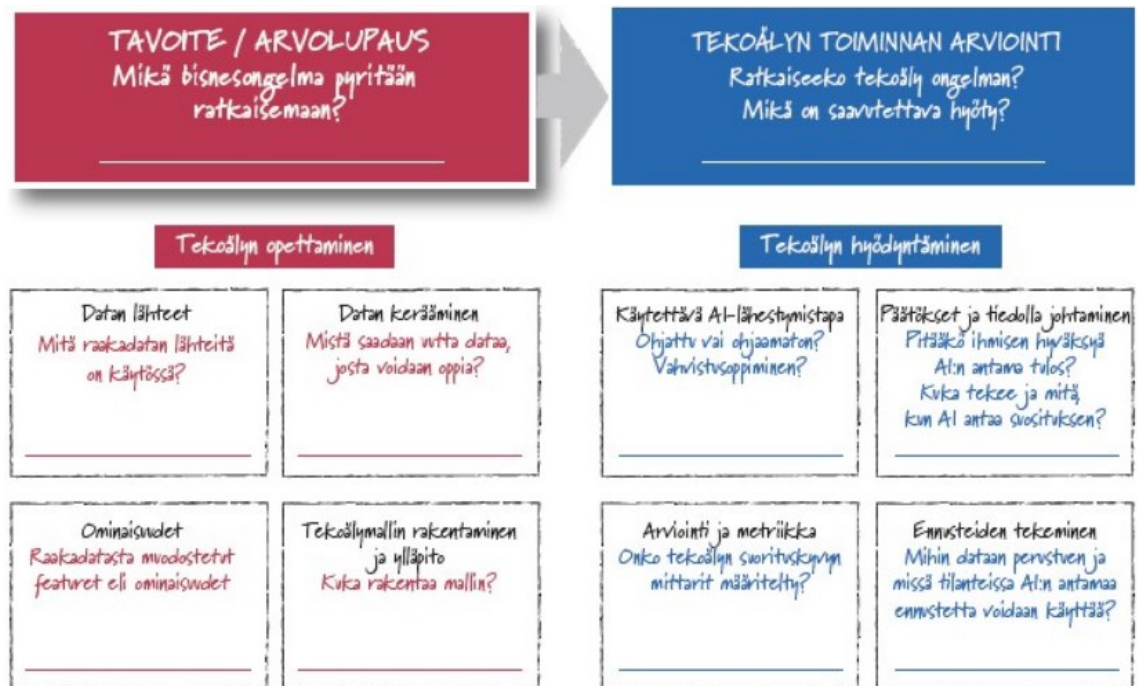 TAVOITE / ARVOLUPAUS
Mikä bisnesongelma pyritään
ratkaisemaan?
TEKOÄLYN TOIMINNAN ARVIOINTI
Ratkaiseeko tekoäly ongelman?
Mikä on saavutettava hyöty?
Tekoälyn opettaminen
Datan lähteet
Mitä raakadatan lähteitä
on käytössä?
Datan kerääminen
Mistä saadaan uutta dataa,
josta voidaan oppia?
Ominaisuudet
Raakadatasta muodostetut
featuret eli ominaisuudet
Tekoälymallin rakentaminen
ja ylläpito
Kuka rakentaa mallin?
Tekoälyn hyödyntäminen
Käytettävä AI-lähestymistapa
Ohjattu vai ohjaamaton?
Vahvistusoppiminen?
Päätökset ja tiedolla johtaminen
Pitääkö ihmisen hyväksyä
AI:n antama tulos?
Kuka tekee ja mitä,
kun AI antaa suosituksen?
Arviointi ja metriikka
Onko tekoälyn suorituskyvyn
mittarit määritelty?
Ennusteiden tekeminen
Mihin dataan perustuen ja
missä tilanteissa AI:n antamaa
ennustetta voidaan käyttää?